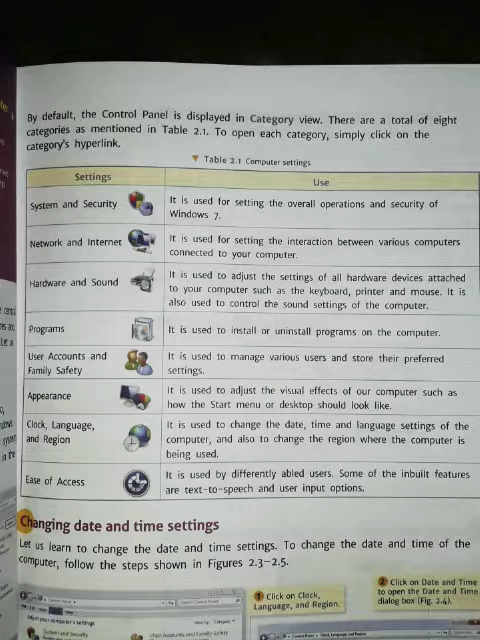 By default, the Control Panel is displayed in Category view. There are a total of eight
categories as mentioned in Table 2.1. To open each category, simply click on the
category's hyperlink.
▼ Table 2.1 Computer settings
Settings
Use
System and Security
It is used for setting the overall operations and security of
Windows 7.
Network and Internet
It is used for setting the interaction between various computers
connected to your computer.
Hardware and Sound
It is used to adjust the settings of all hardware devices attached
to your computer such as the keyboard, printer and mouse. It is
also used to control the sound settings of the computer.
Programs
It is used to install or uninstall programs on the computer.
User Accounts and
Family Safety
It is used to manage various users and store their preferred
settings.
Appearance
It is used to adjust the visual effects of our computer such as
how the Start menu or desktop should look like.
Clock, Language,
and Region
It is used to change the date, time and language settings of the
computer, and also to change the region where the computer is
being used.
Ease of Access
It is used by differently abled users. Some of the inbuilt features
are text-to-speech and user input options.
Changing date and time settings
Let us learn to change the date and time settings. To change the date and time of the
computer, follow the steps shown in Figures 2.3–2.5.
1 Click on Clock,
Language, and Region.
2 Click on Date and Time
to open the Date and Time
dialog box (Fig. 2.4).
Adjust your computer's settings
System and Security
User Accounts and Family Safety